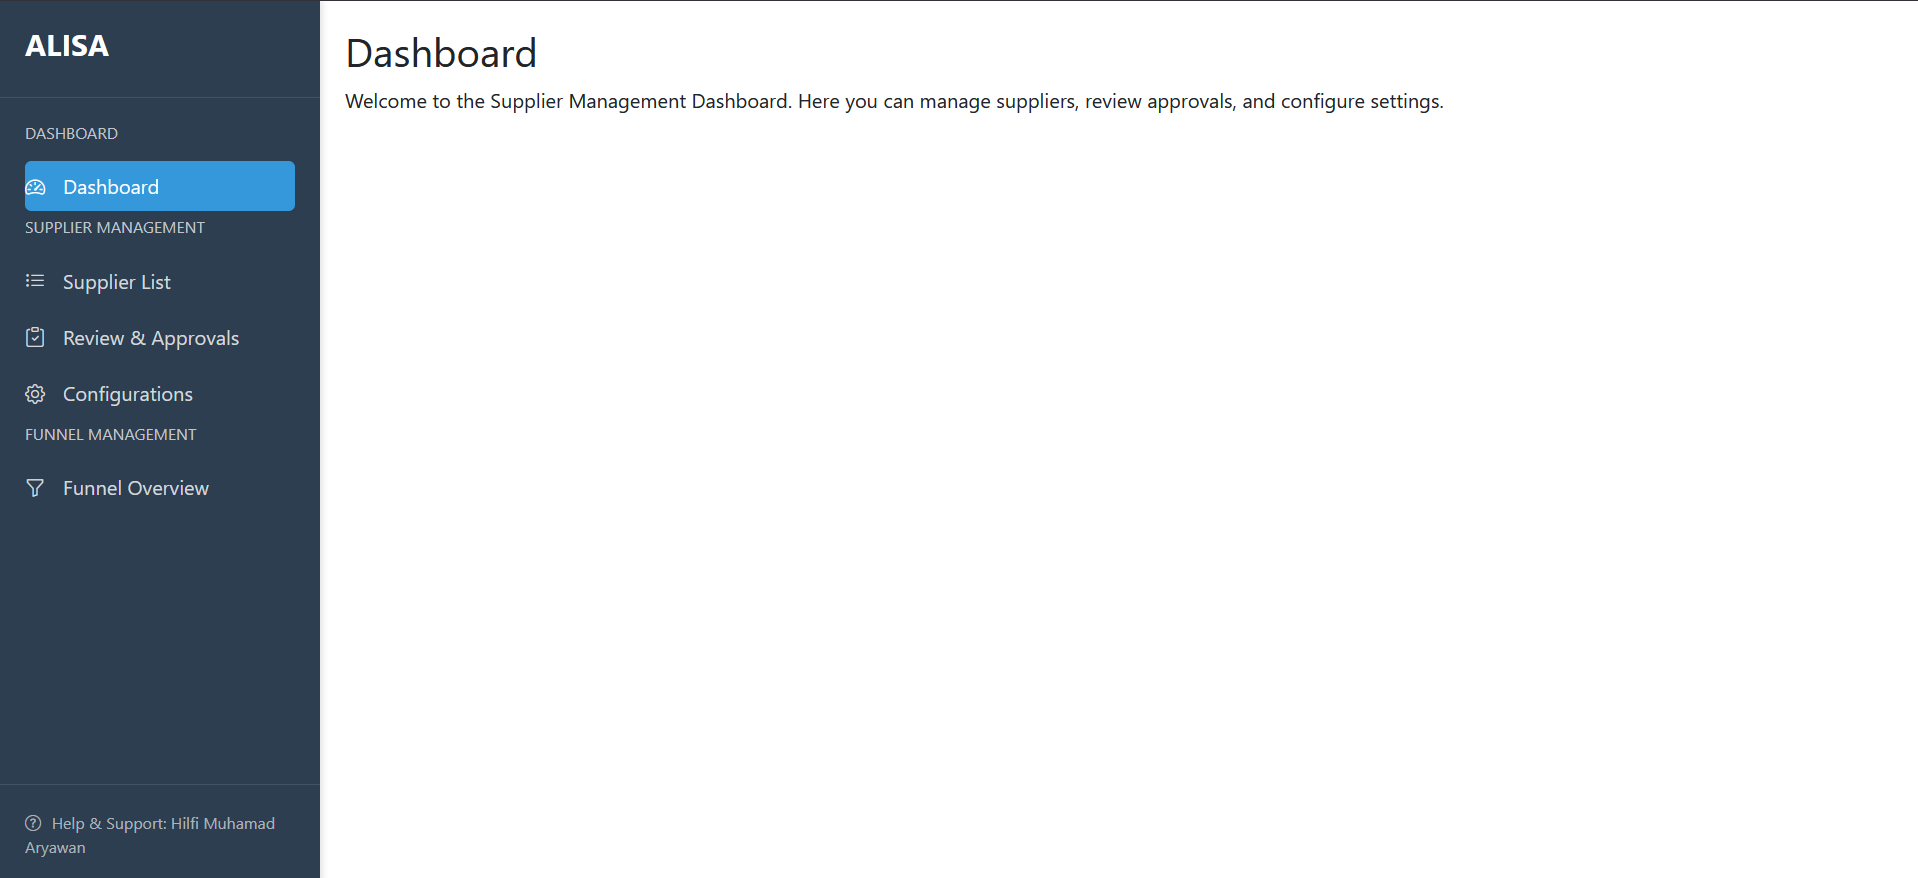 ALISA
DASHBOARD
Dashboard
SUPPLIER MANAGEMENT
Supplier List
Review & Approvals
Configurations
FUNNEL MANAGEMENT
Funnel Overview
Help & Support: Hilfi Muhamad
Aryawan
Dashboard
Welcome to the Supplier Management Dashboard. Here you can manage suppliers, review approvals, and configure settings.